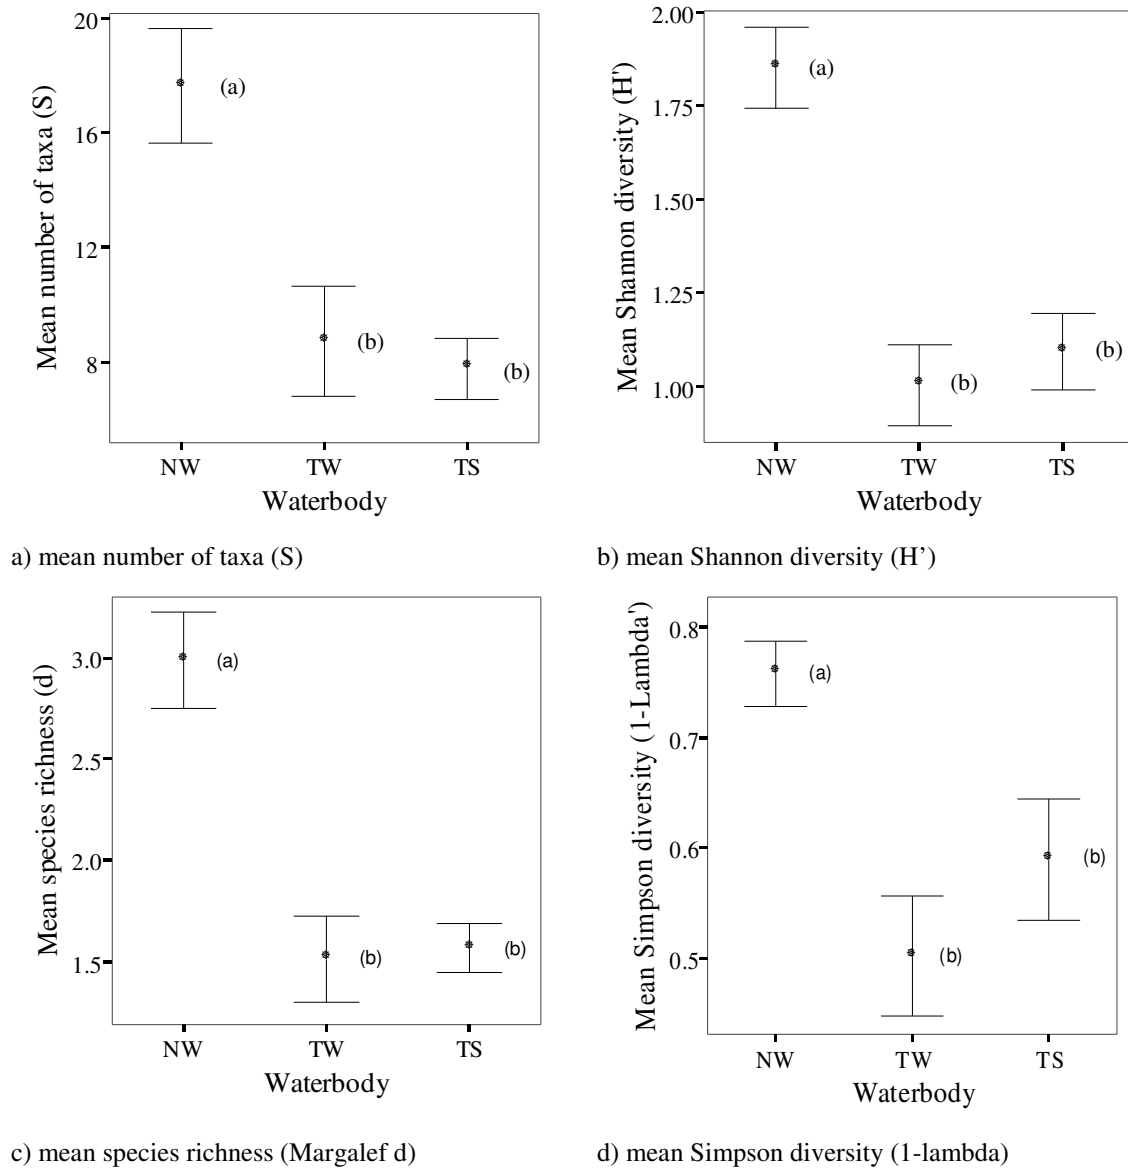 20
16
12
8
Mean number of taxa (S)
(a)
(b)
(b)
NW TW TS
Waterbody
a) mean number of taxa (S)
2.00
1.75
1.50
1.25
1.00
Mean Shannon diversity (H')
(a)
(b)
(b)
NW TW TS
Waterbody
b) mean Shannon diversity (H’)
3.0
2.5
2.0
1.5
Mean species richness (d)
(a)
(b)
(b)
NW TW TS
Waterbody
c) mean species richness (Margalef d)
0.8
0.7
0.6
0.5
Mean Simpson diversity (1-Lambda')
(a)
(b)
(b)
NW TW TS
Waterbody
d) mean Simpson diversity (1-lambda)